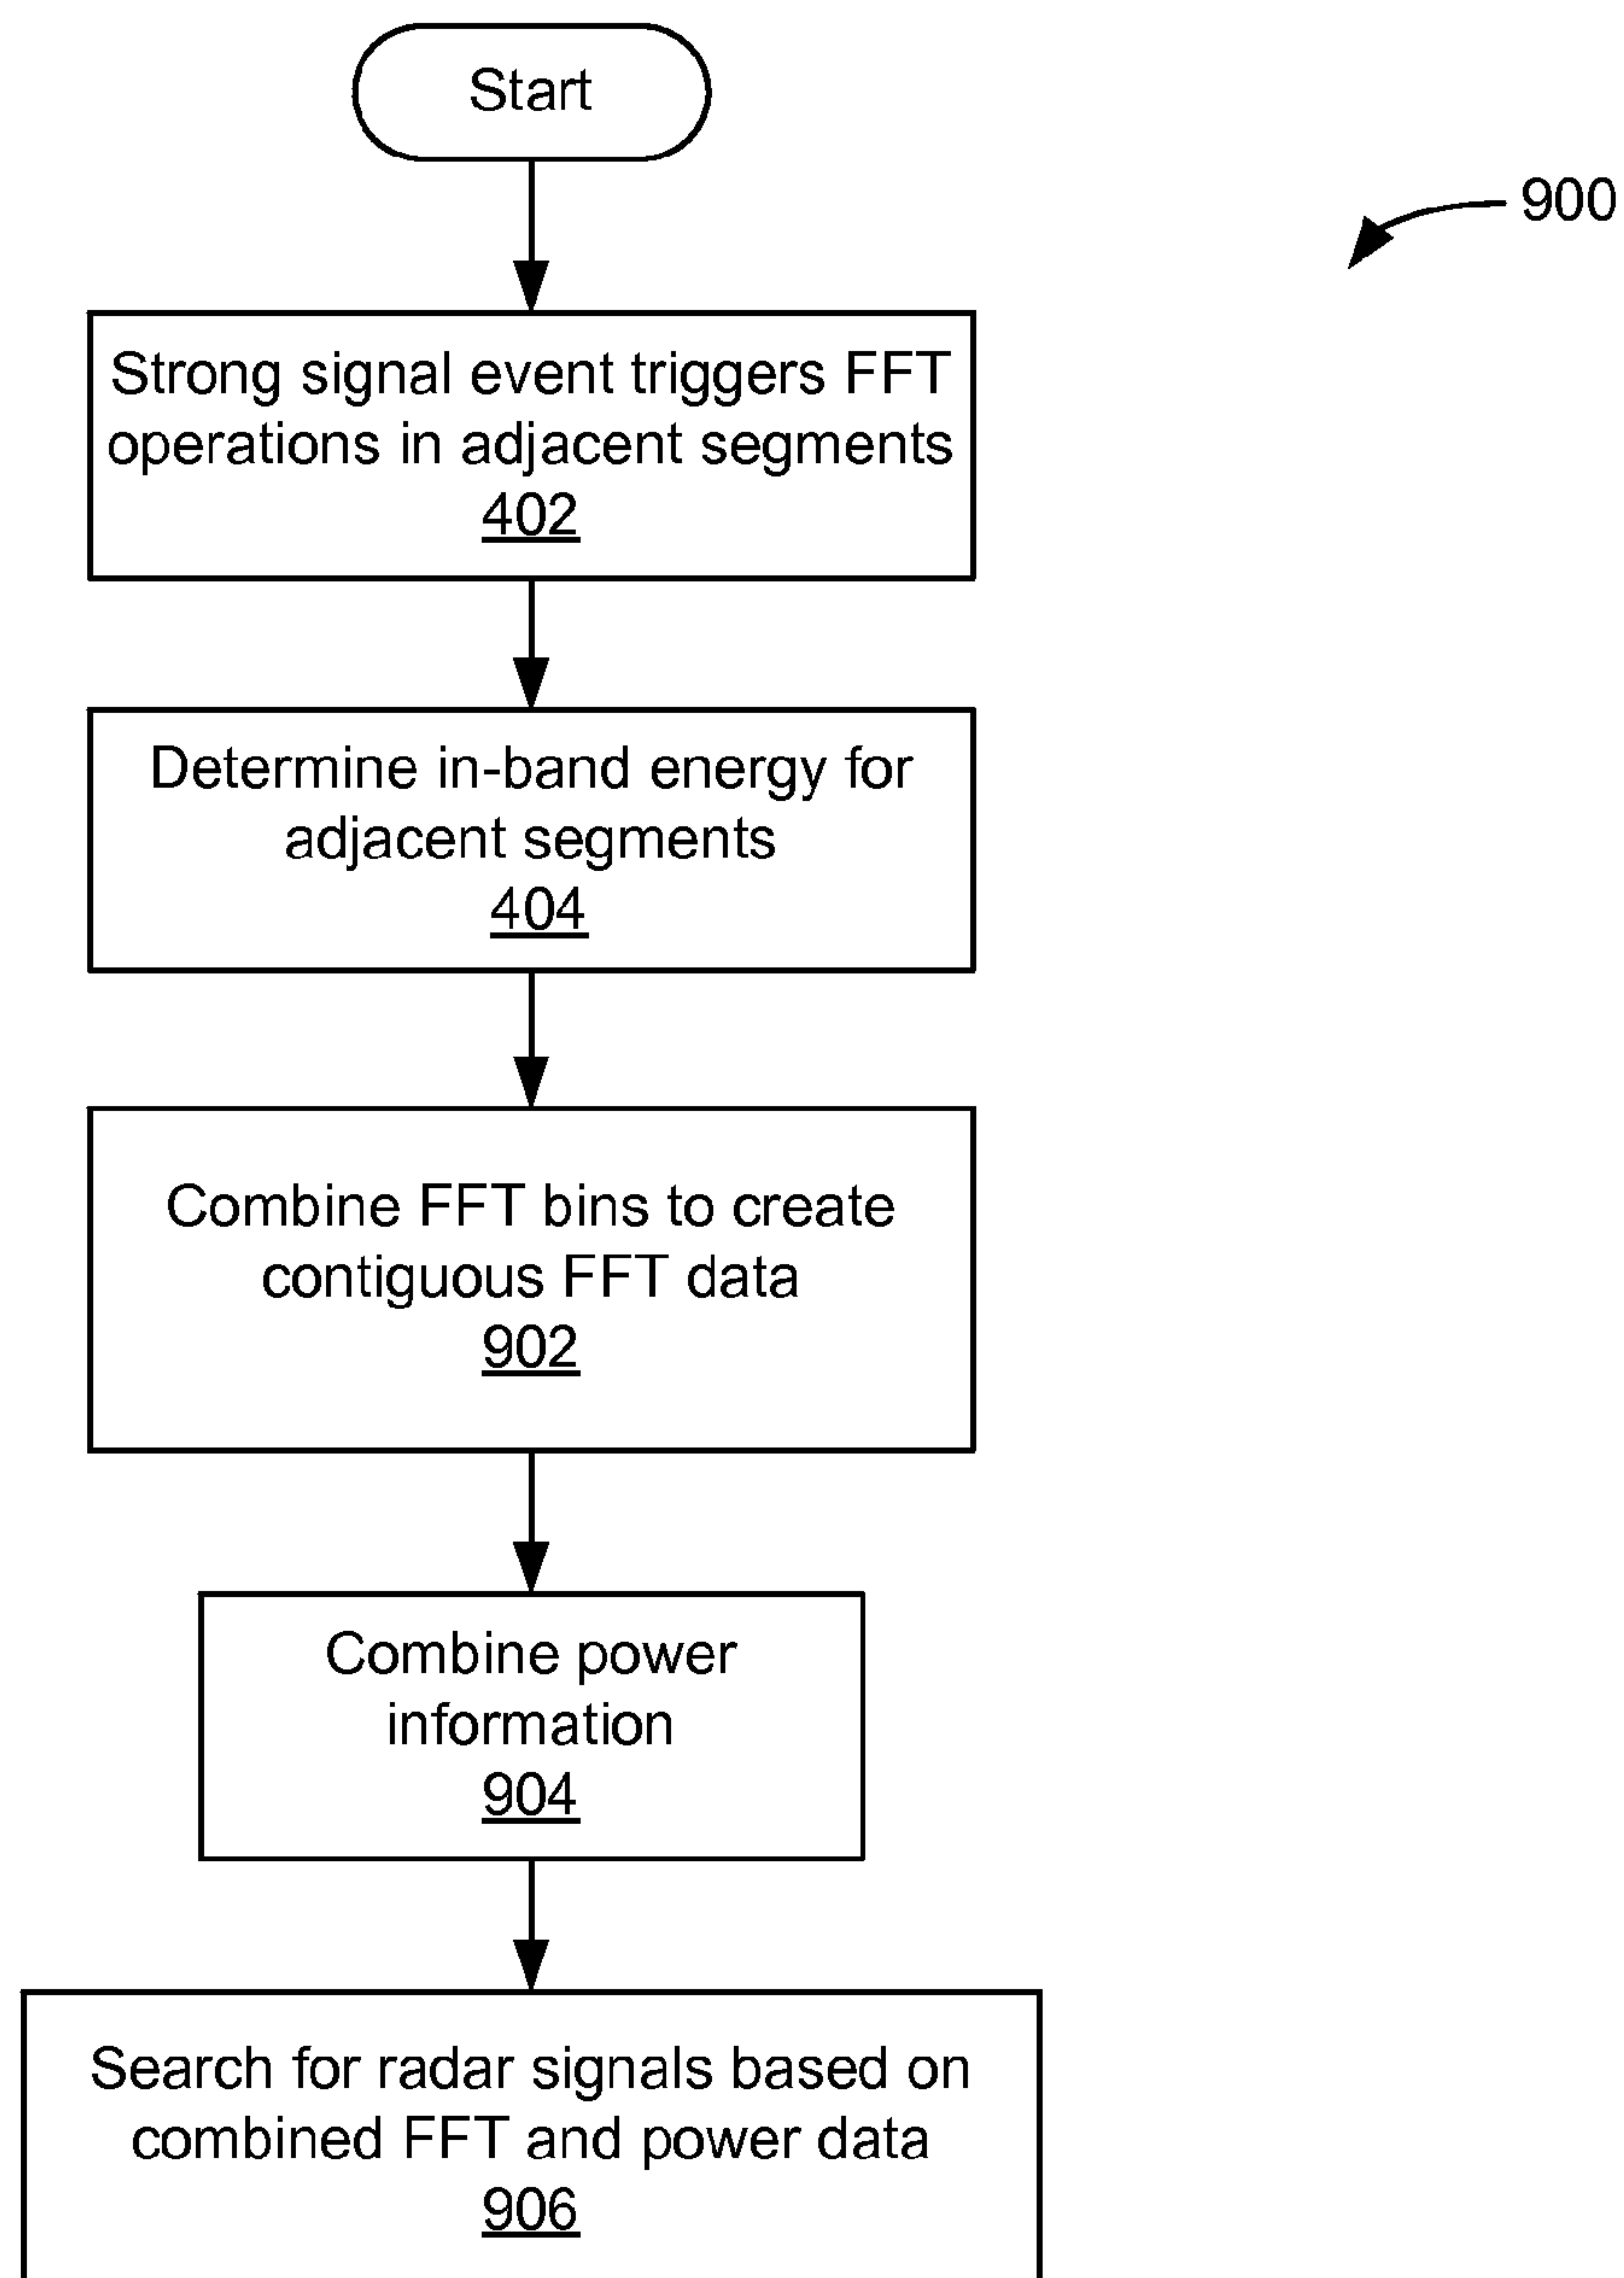 Start
900
Strong signal event triggers FFT
operations in adjacent segments
402
Determine in-band energy for
adjacent segments
404
Combine FFT bins to create
contiguous FFT data
902
Combine power
information
904
Search for radar signals based on
combined FFT and power data
906